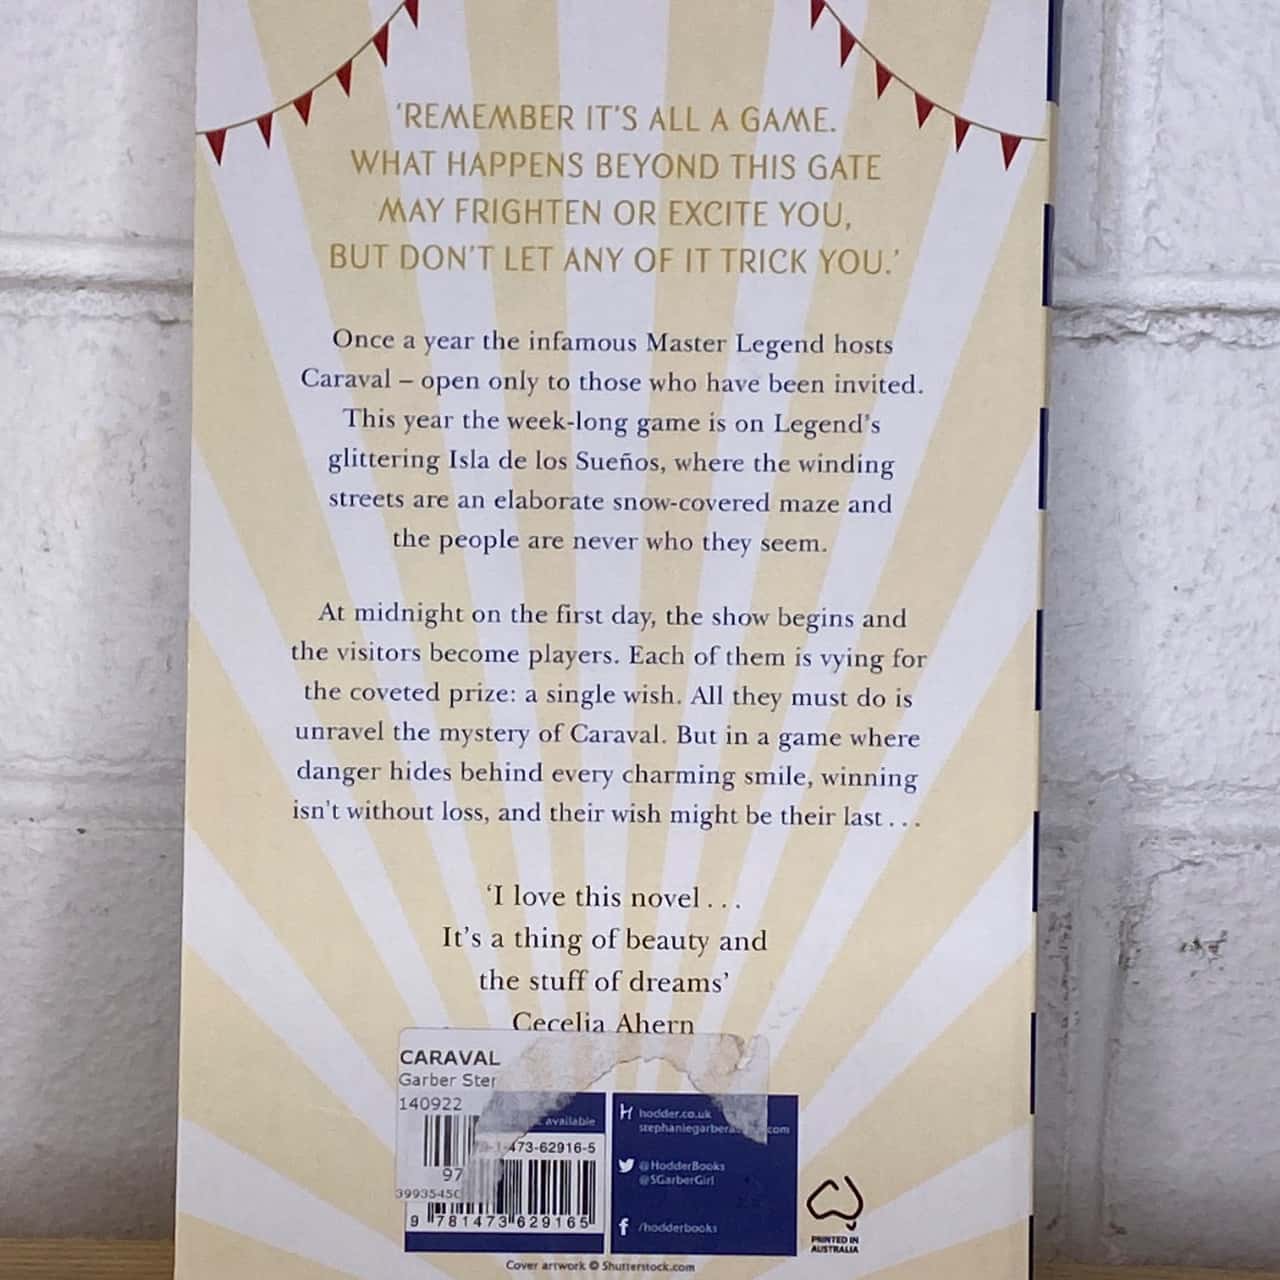 ‘REMEMBER IT’S ALL A GAME.
WHAT HAPPENS BEYOND THIS GATE
MAY FRIGHTEN OR EXCITE YOU,
BUT DON’T LET ANY OF IT TRICK YOU.’
Once a year the infamous Master Legend hosts
Caraval – open only to those who have been invited.
This year the week-long game is on Legend’s
glittering Isla de los Sueños, where the winding
streets are an elaborate snow-covered maze and
the people are never who they seem.
At midnight on the first day, the show begins and
the visitors become players. Each of them is vying for
the coveted prize: a single wish. All they must do is
unravel the mystery of Caraval. But in a game where
danger hides behind every charming smile, winning
isn’t without loss, and their wish might be their last . . .
‘I love this novel . . .
It’s a thing of beauty and
the stuff of dreams’
Cecelia Ahern
CARAVAL
Garber Ster
140922
available
473-62916-5
97
3993545
9 781473 629165
hodder.co.uk
@HodderBooks
@SGarberGirl
/hodderbooks
PRINTED IN
AUSTRALIA
Cover artwork © Shutterstock.com